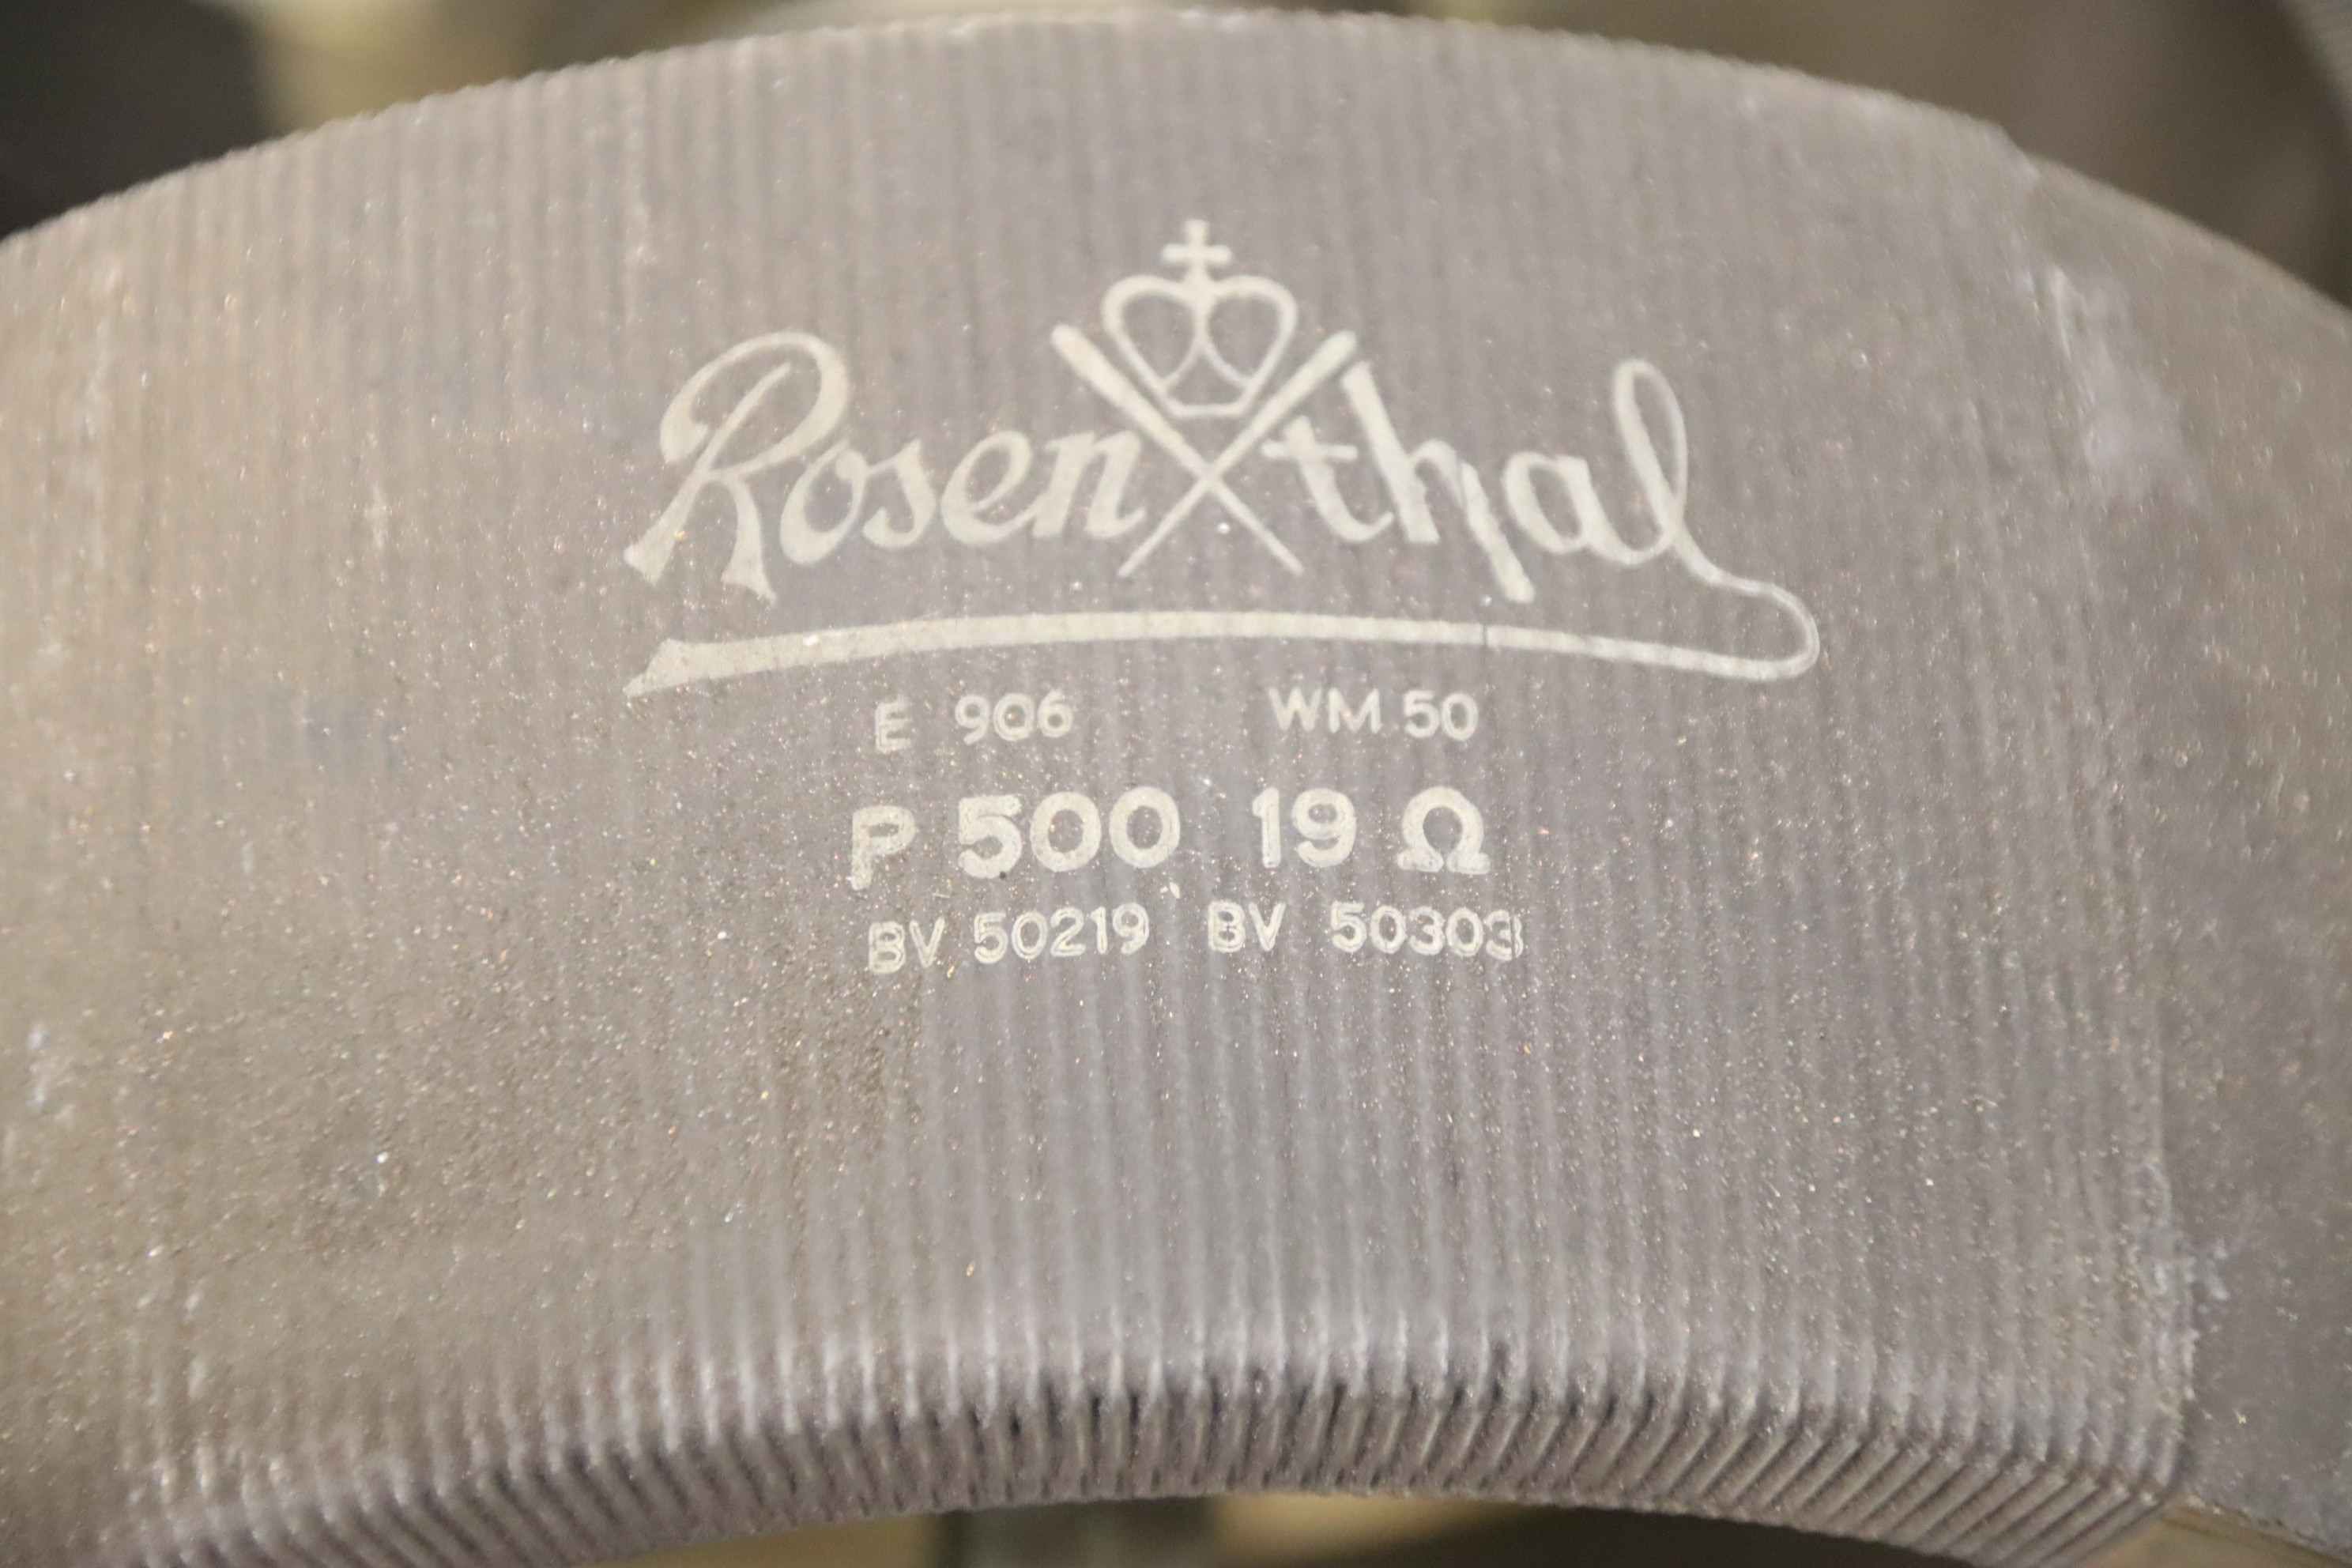 Rosenthal
E 906 WM 50
P 500 19 Ω
BV 50219 BV 50303